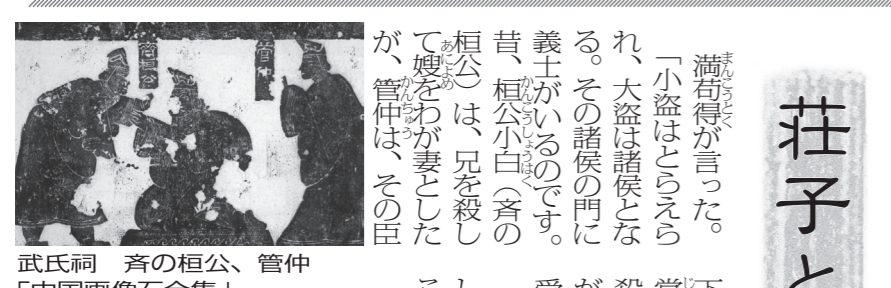 荘子と
満苟得が言った。
「小盗はとらえら
れ、大盗は諸侯とな
る。その諸侯の門に
義士がいるのです。
昔、桓公小白（斉の
桓公）は、兄を殺し
て嫂をわが妻とした
が、管仲は、その臣
斉桓公
管仲
武氏祠　斉の桓公、管仲